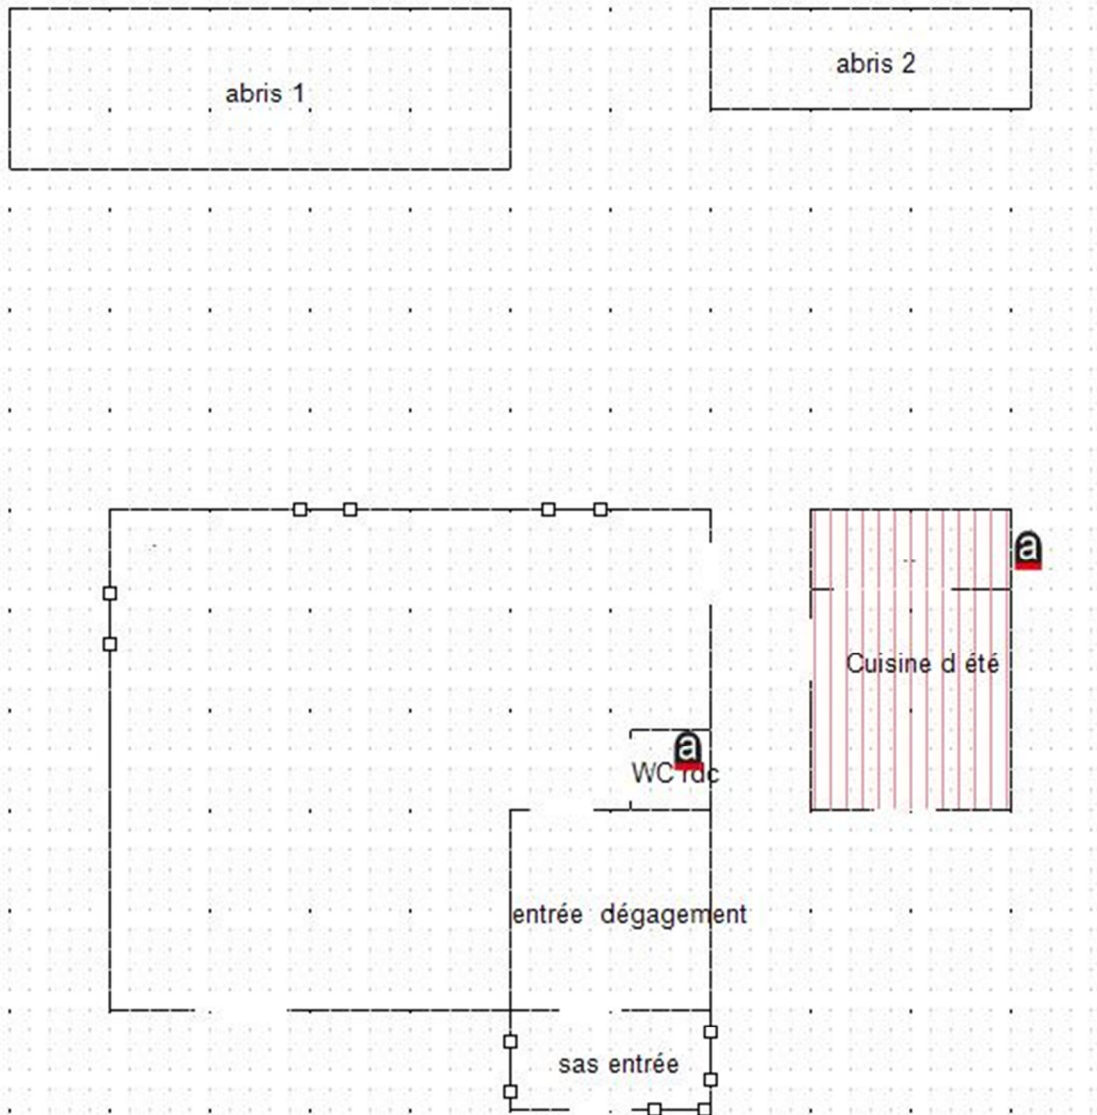 abris 1
abris 2
a
Cuisine d été
a
WC rdc
entrée dégagement
sas entrée